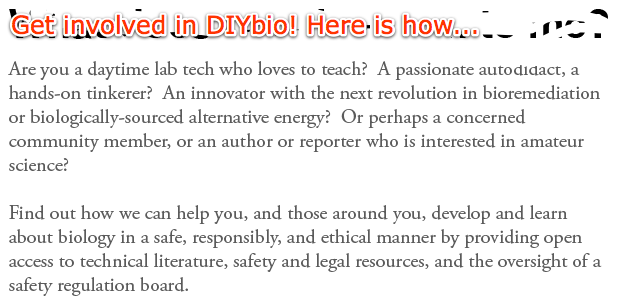 Get involved in DIYbio! Here is how...
Are you a daytime lab tech who loves to teach?  A passionate autodidact, a
hands-on tinkerer?  An innovator with the next revolution in bioremediation
or biologically-sourced alternative energy?  Or perhaps a concerned
community member, or an author or reporter who is interested in amateur
science?
Find out how we can help you, and those around you, develop and learn
about biology in a safe, responsibly, and ethical manner by providing open
access to technical literature, safety and legal resources, and the oversight of a
safety regulation board.